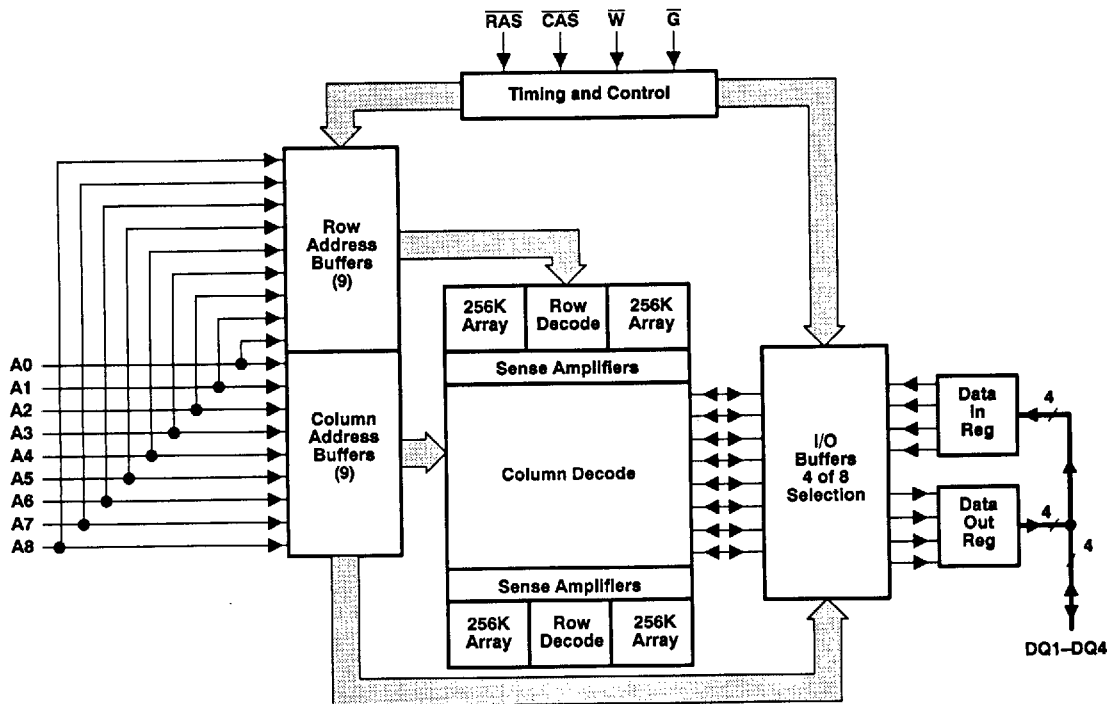 R̅A̅S̅ C̅A̅S̅ W̅ G̅
Timing and Control
Row
Address
Buffers
(9)
256K
Array
Row
Decode
256K
Array
Sense Amplifiers
A0
A1
A2
A3
A4
A5
A6
A7
A8
Column
Address
Buffers
(9)
Column Decode
I/O
Buffers
4 of 8
Selection
Data
In
Reg
4
Data
Out
Reg
4
4
Sense Amplifiers
256K
Array
Row
Decode
256K
Array
DQ1–DQ4